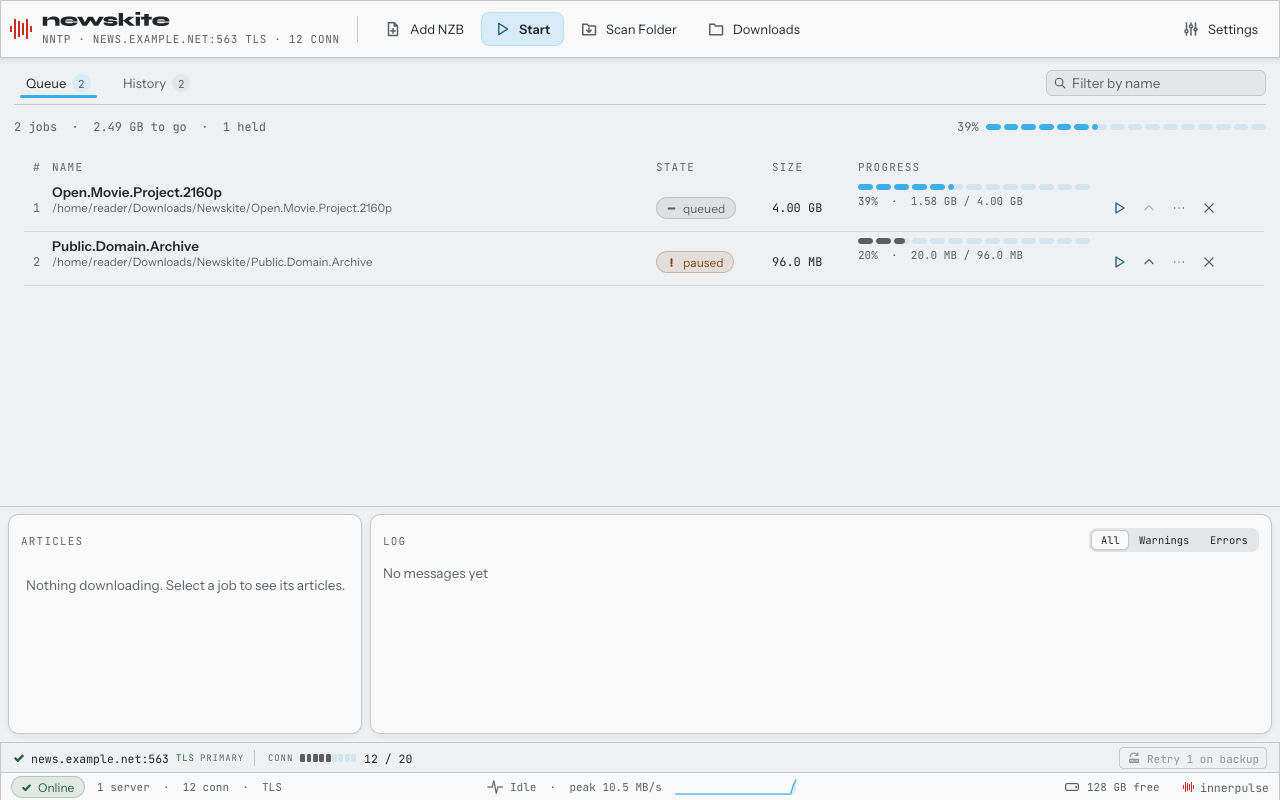 newskite
NNTP · NEWS.EXAMPLE.NET:563 TLS · 12 CONN
Add NZB
Start
Scan Folder
Downloads
Settings
Queue 2
History 2
Filter by name
2 jobs · 2.49 GB to go · 1 held
39%
# NAME STATE SIZE PROGRESS
Open.Movie.Project.2160p
1 /home/reader/Downloads/Newskite/Open.Movie.Project.2160p queued 4.00 GB 39% · 1.58 GB / 4.00 GB
Public.Domain.Archive
2 /home/reader/Downloads/Newskite/Public.Domain.Archive paused 96.0 MB 20% · 20.0 MB / 96.0 MB
ARTICLES
Nothing downloading. Select a job to see its articles.
LOG
All Warnings Errors
No messages yet
news.example.net:563 TLS PRIMARY CONN 12 / 20
Retry 1 on backup
Online 1 server · 12 conn · TLS
Idle · peak 10.5 MB/s
128 GB free
innerpulse